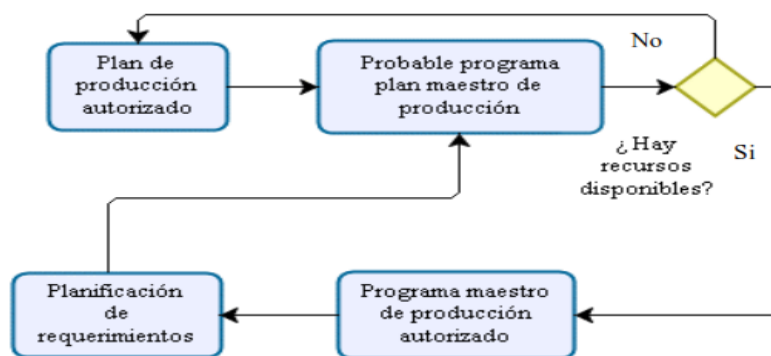 Plan de
producción
autorizado
Probable programa
plan maestro de
producción
No
¿Hay
recursos
disponibles?
Si
Planificación
de
requerimientos
Programa maestro
de producción
autorizado